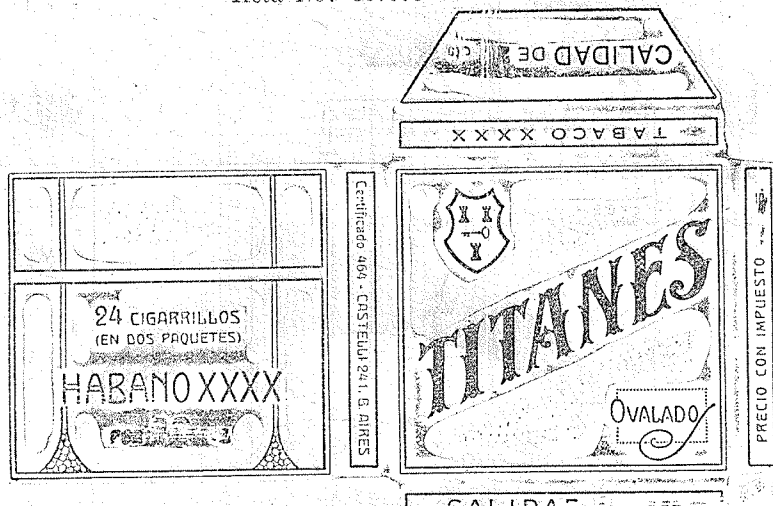 CALIDAD DE
TABACO XXXX
24 CIGARRILLOS
(EN DOS PAQUETES)
HABANO XXXX
Certificado 464 - CASTELLI 241. B AIRES
TITANES
OVALADO
PRECIO CON IMPUESTO